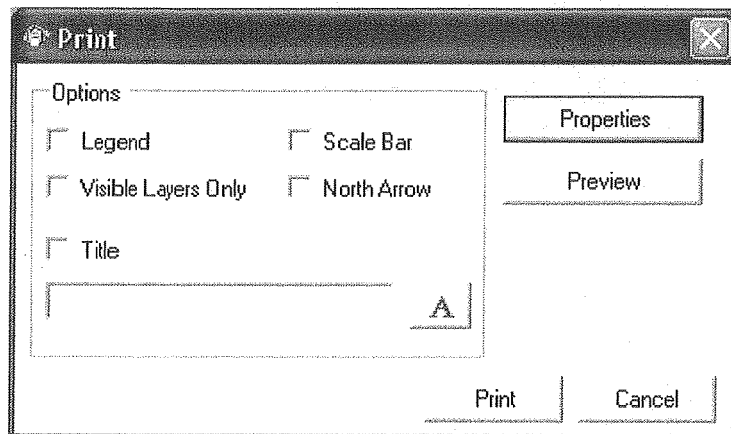 Print
Options
Legend
Scale Bar
Visible Layers Only
North Arrow
Title
A
Properties
Preview
Print
Cancel